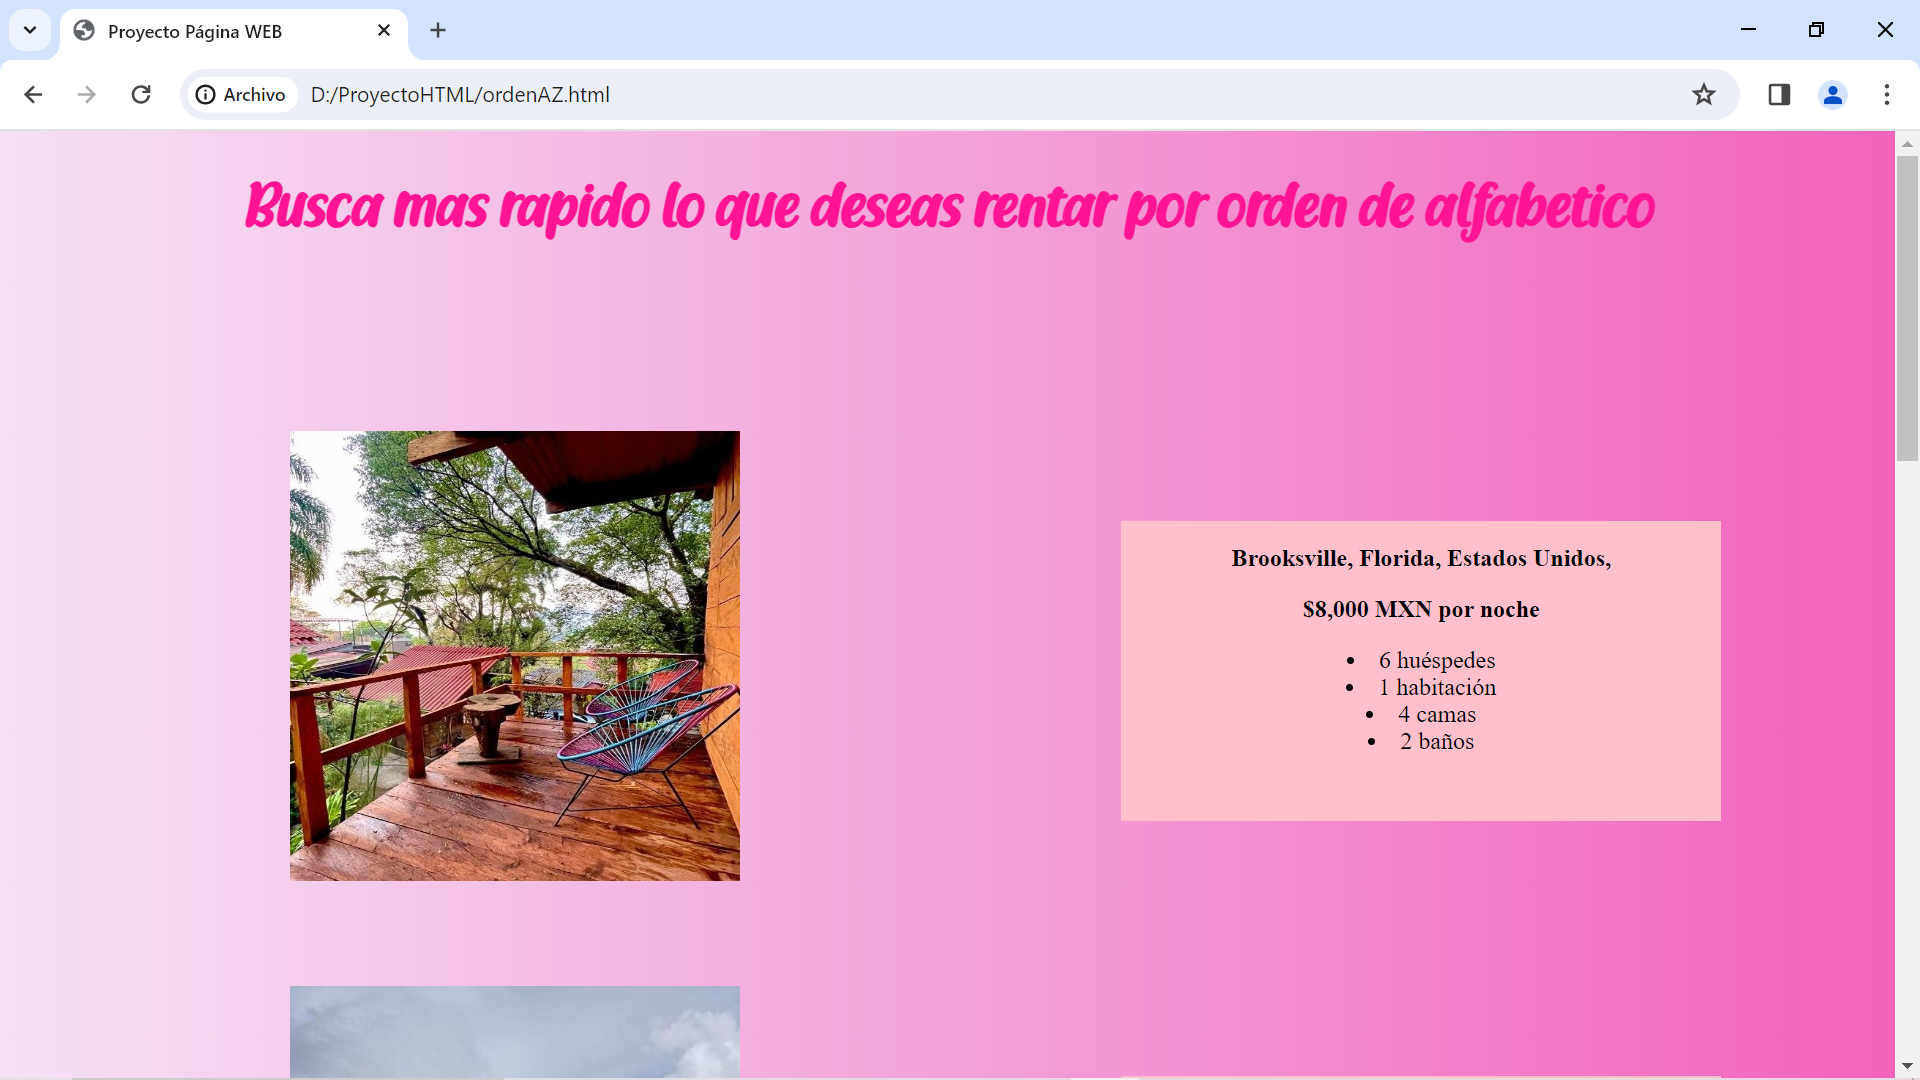 Proyecto Página WEB
Archivo
D:/ProyectoHTML/ordenAZ.html
Busca mas rapido lo que deseas rentar por orden de alfabetico
Brooksville, Florida, Estados Unidos,
$8,000 MXN por noche
• 6 huéspedes
• 1 habitación
• 4 camas
• 2 baños